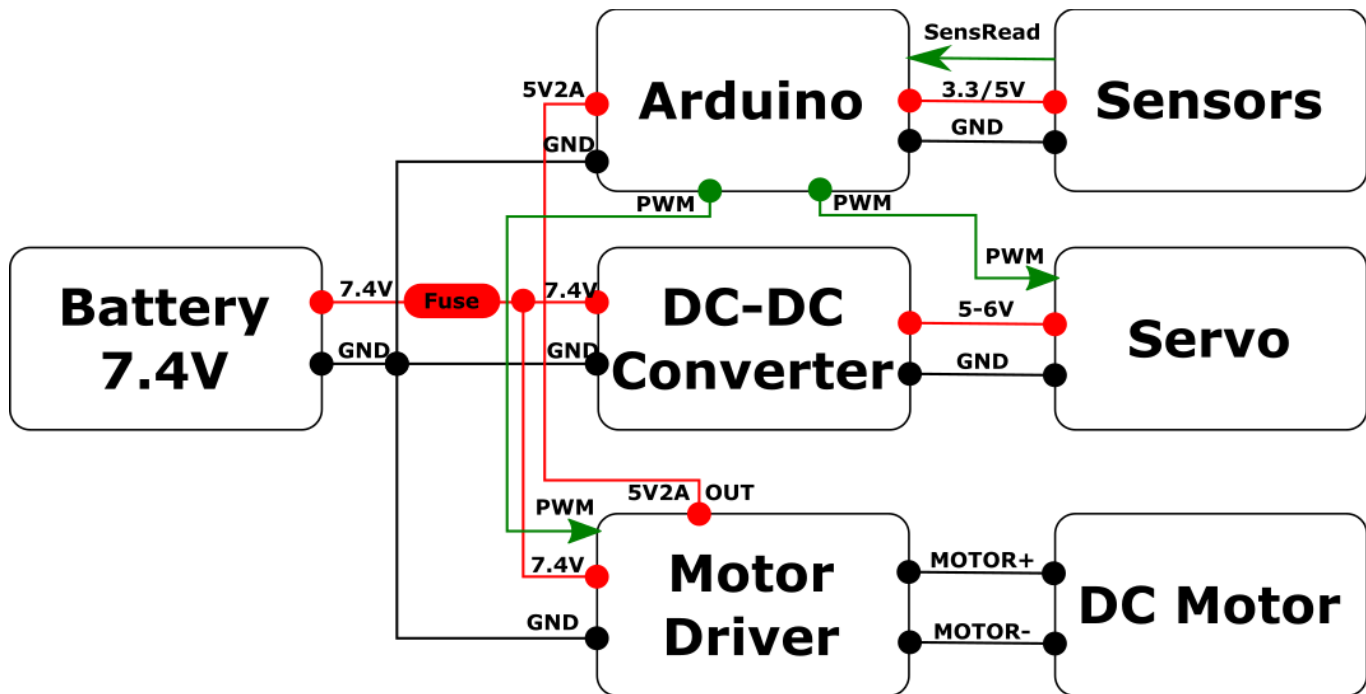 SensRead
5V2A
Arduino
3.3/5V
Sensors
GND
GND
PWM
PWM
PWM
Battery
7.4V
7.4V
Fuse
7.4V
GND
GND
DC-DC
Converter
5-6V
GND
Servo
5V2A
OUT
PWM
7.4V
GND
Motor
Driver
MOTOR+
MOTOR-
DC Motor